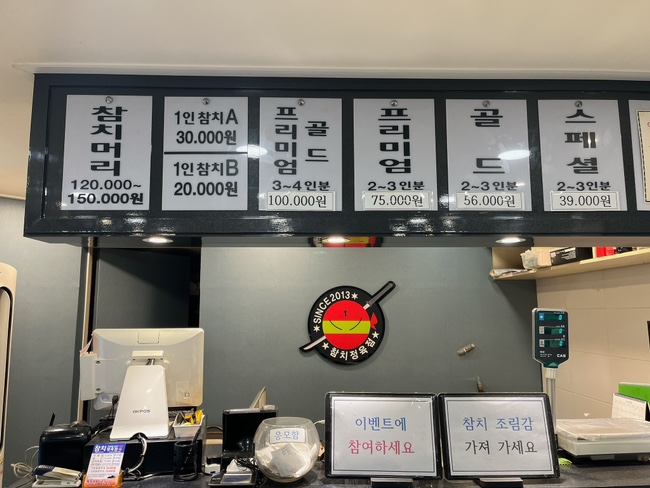 참치머리
120.000~
150.000원
1인참치A
30.000원
1인참치B
20.000원
프리미엄
골드
3~4인분
100.000원
프리미엄
2~3인분
75.000원
골드
2~3인분
56.000원
스페셜
2~3인분
39.000원
★SINCE2013★
참치정육점
응모함
이벤트에
참여하세요
참치 조림감
가져 가세요
CAS